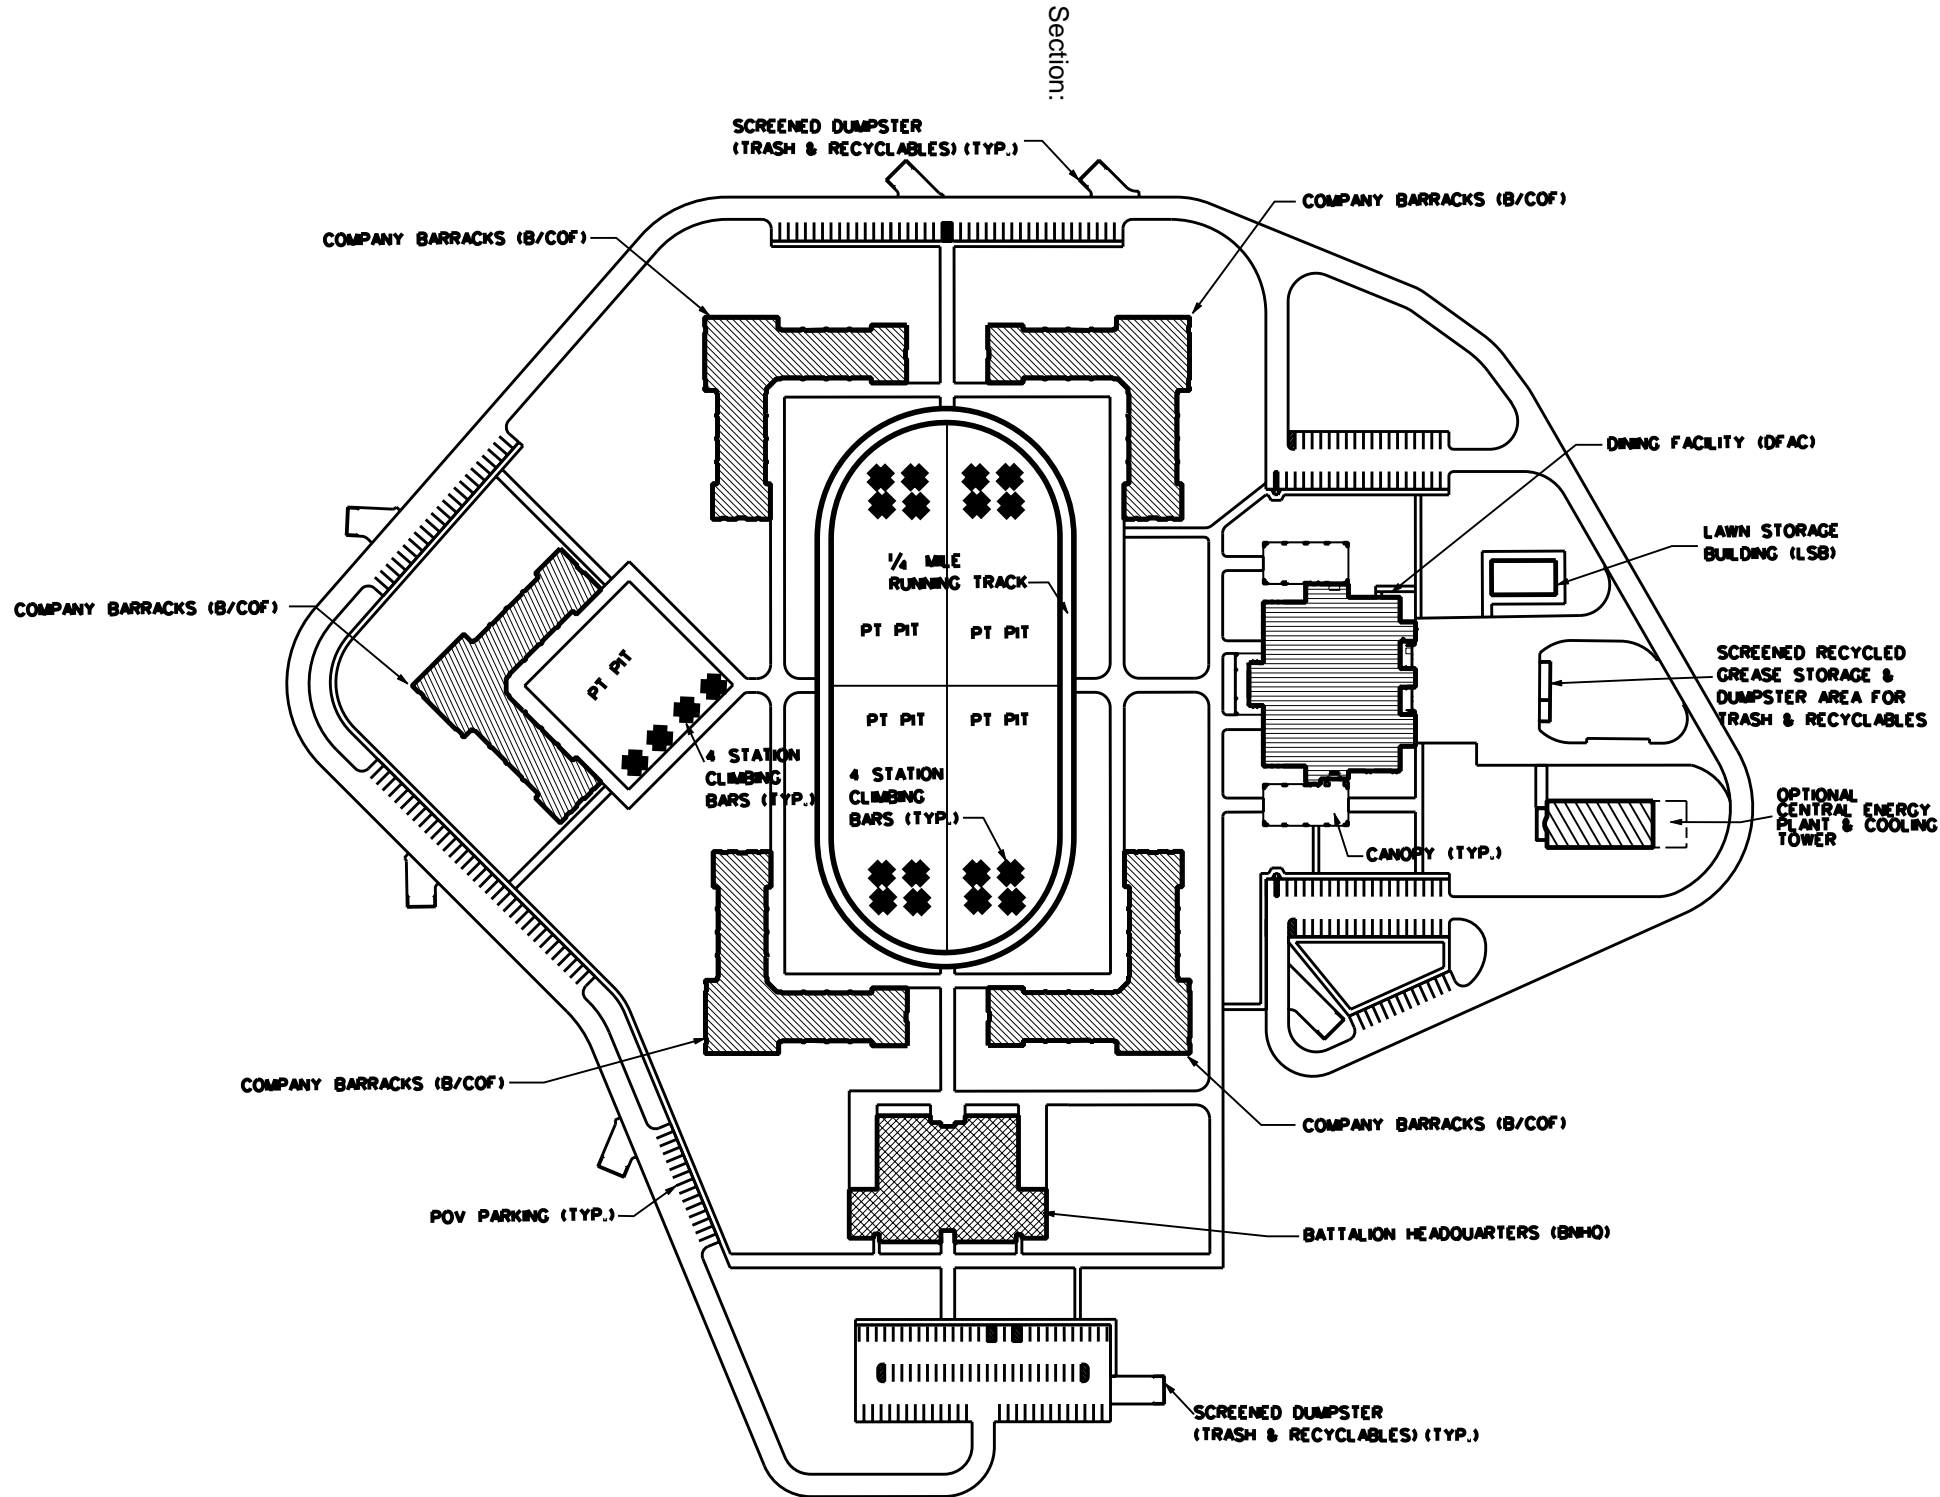 Section:
SCREENED DUMPSTER
(TRASH & RECYCLABLES) (TYP.)
COMPANY BARRACKS (B/COF)
COMPANY BARRACKS (B/COF)
DINING FACILITY (DFAC)
LAWN STORAGE
BUILDING (LSB)
1/4 MILE
RUNNING TRACK
COMPANY BARRACKS (B/COF)
PT PIT
PT PIT
PT PIT
SCREENED RECYCLED
GREASE STORAGE &
DUMPSTER AREA FOR
TRASH & RECYCLABLES
PT PIT
PT PIT
4 STATION
CLIMBING
BARS (TYP.)
4 STATION
CLIMBING
BARS (TYP.)
OPTIONAL
CENTRAL ENERGY
PLANT & COOLING
TOWER
CANOPY (TYP.)
COMPANY BARRACKS (B/COF)
COMPANY BARRACKS (B/COF)
POV PARKING (TYP.)
BATTALION HEADQUARTERS (BNHQ)
SCREENED DUMPSTER
(TRASH & RECYCLABLES) (TYP.)